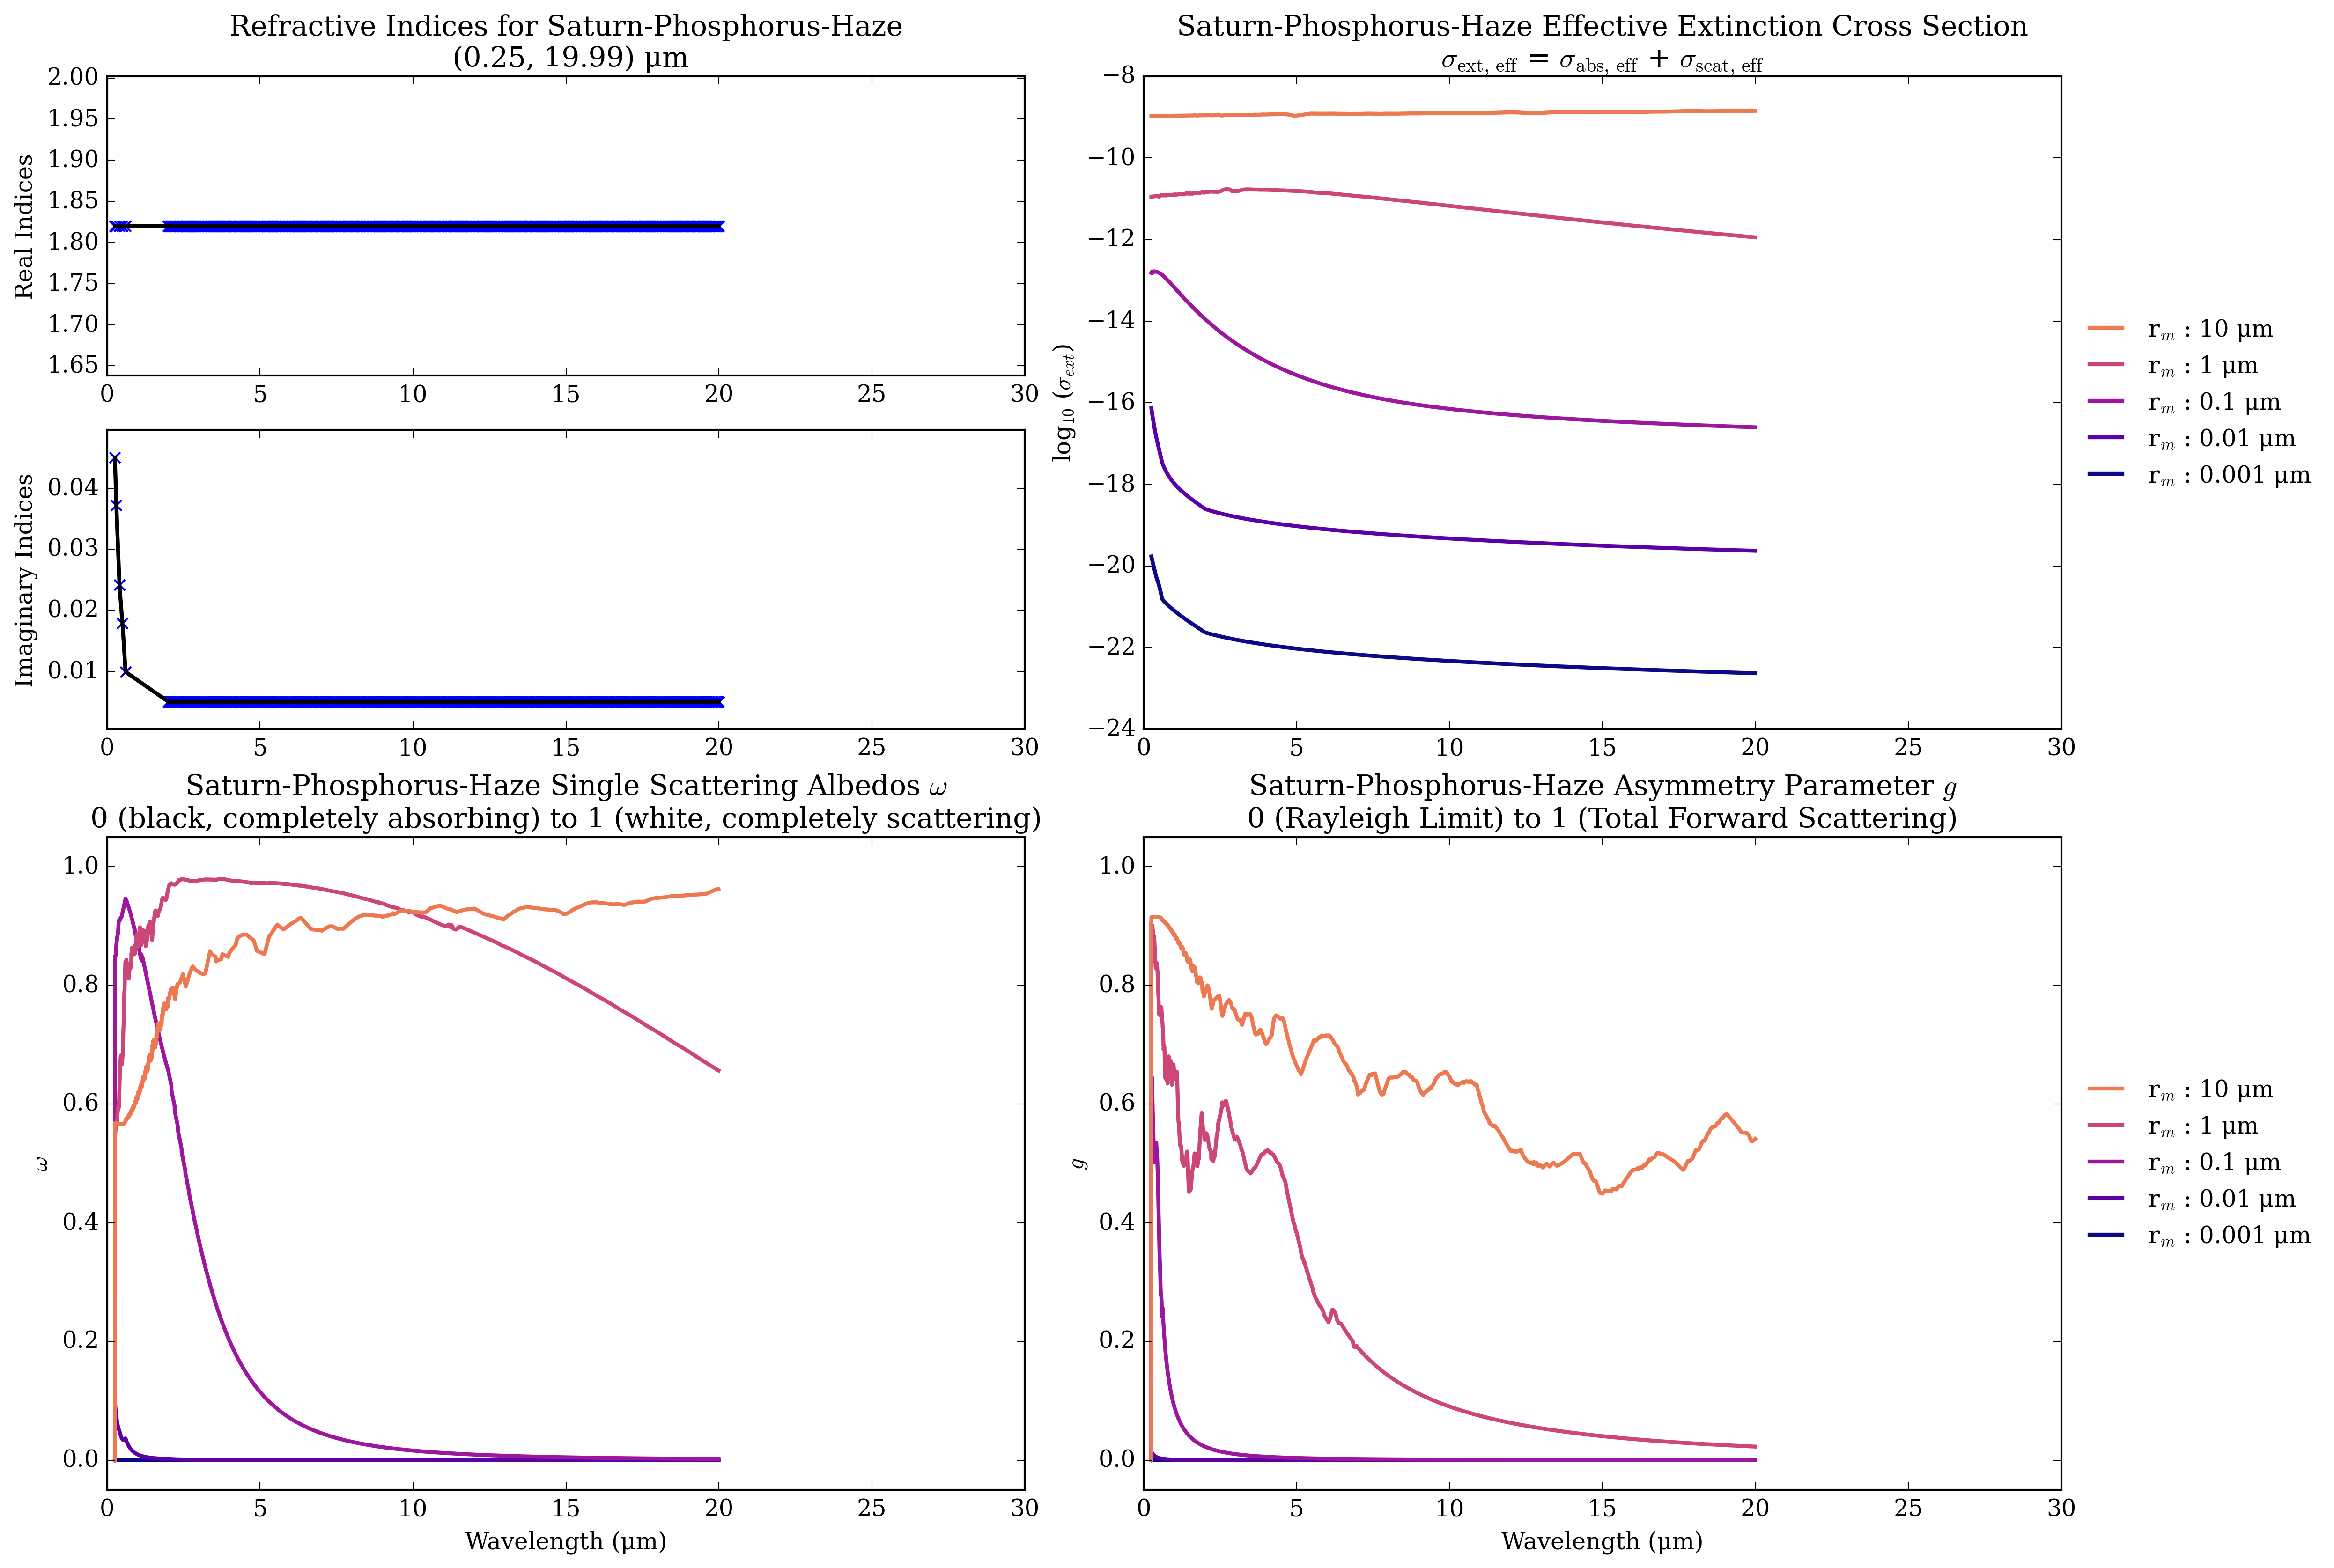 Refractive Indices for Saturn-Phosphorus-Haze
(0.25, 19.99) µm
Real Indices
2.00
1.95
1.90
1.85
1.80
1.75
1.70
1.65
0 5 10 15 20 25 30
Imaginary Indices
0.04
0.03
0.02
0.01
0 5 10 15 20 25 30
Saturn-Phosphorus-Haze Effective Extinction Cross Section
σext, eff = σabs, eff + σscat, eff
log10 (σext)
−8
−10
−12
−14
−16
−18
−20
−22
−24
0 5 10 15 20 25 30
rm : 10 µm
rm : 1 µm
rm : 0.1 µm
rm : 0.01 µm
rm : 0.001 µm
Saturn-Phosphorus-Haze Single Scattering Albedos ω
0 (black, completely absorbing) to 1 (white, completely scattering)
ω
1.0
0.8
0.6
0.4
0.2
0.0
0 5 10 15 20 25 30
Wavelength (µm)
Saturn-Phosphorus-Haze Asymmetry Parameter g
0 (Rayleigh Limit) to 1 (Total Forward Scattering)
g
1.0
0.8
0.6
0.4
0.2
0.0
0 5 10 15 20 25 30
Wavelength (µm)
rm : 10 µm
rm : 1 µm
rm : 0.1 µm
rm : 0.01 µm
rm : 0.001 µm